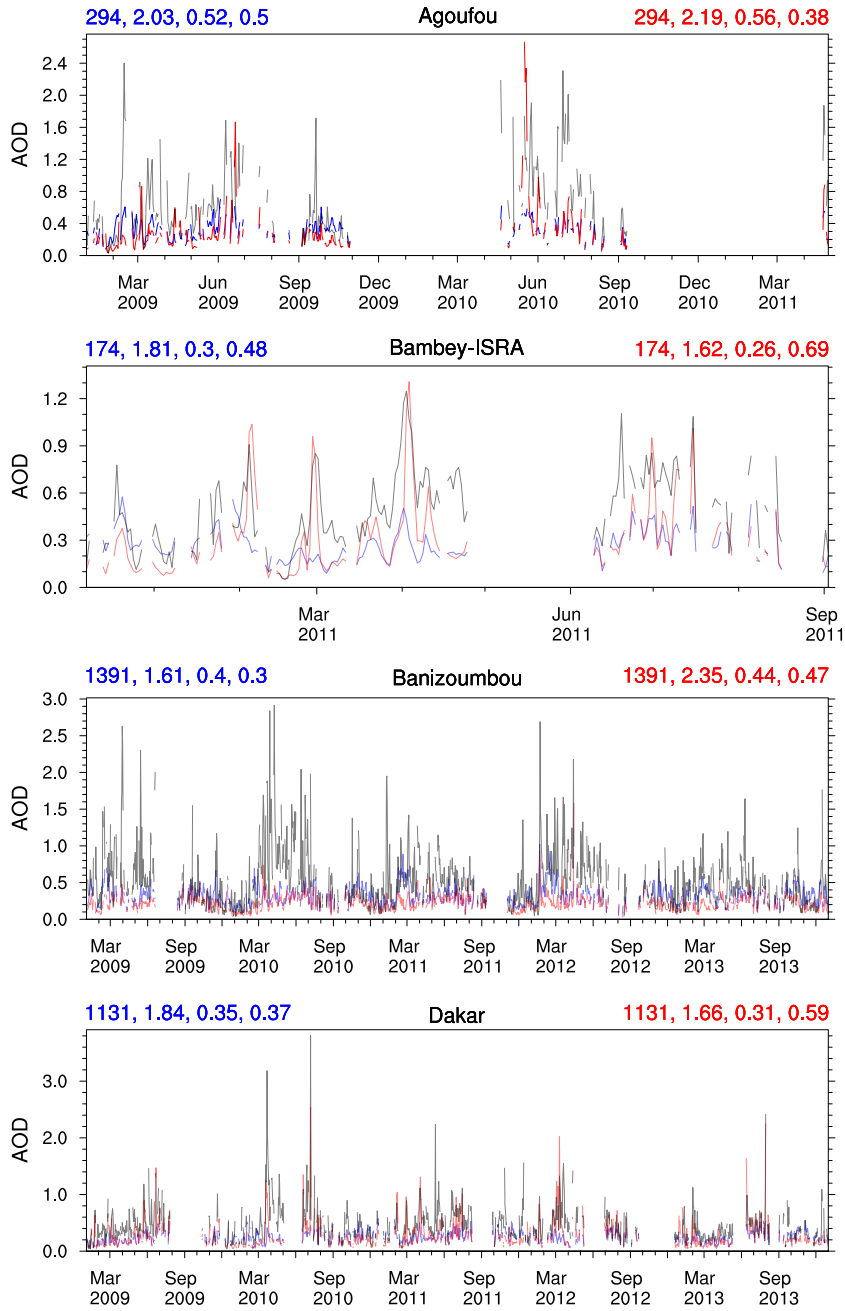 294, 2.03, 0.52, 0.5 Agoufou 294, 2.19, 0.56, 0.38
AOD
2.4
2.0
1.6
1.2
0.8
0.4
0.0
Mar Jun Sep Dec Mar Jun Sep Dec Mar
2009 2009 2009 2009 2010 2010 2010 2010 2011
174, 1.81, 0.3, 0.48 Bambey-ISRA 174, 1.62, 0.26, 0.69
AOD
1.2
0.9
0.6
0.3
0.0
Mar Jun Sep
2011 2011 2011
1391, 1.61, 0.4, 0.3 Banizoumbou 1391, 2.35, 0.44, 0.47
AOD
3.0
2.5
2.0
1.5
1.0
0.5
0.0
Mar Sep Mar Sep Mar Sep Mar Sep Mar Sep
2009 2009 2010 2010 2011 2011 2012 2012 2013 2013
1131, 1.84, 0.35, 0.37 Dakar 1131, 1.66, 0.31, 0.59
AOD
3.0
2.0
1.0
0.0
Mar Sep Mar Sep Mar Sep Mar Sep Mar Sep
2009 2009 2010 2010 2011 2011 2012 2012 2013 2013